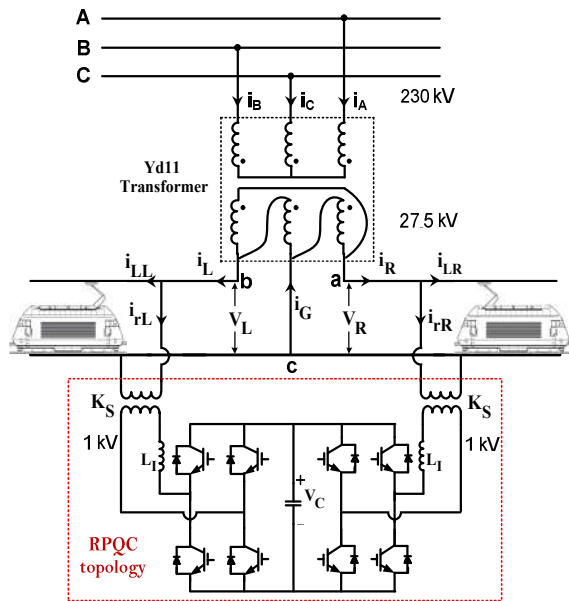 A
B
C
i_B
i_C
i_A
230 kV
Yd11
Transformer
27.5 kV
i_LL
i_L
b
a
i_R
i_LR
i_rL
V_L
i_G
V_R
i_rR
c
K_S
K_S
1 kV
L_I
L_I
1 kV
+
V_C
−
RPQC
topology